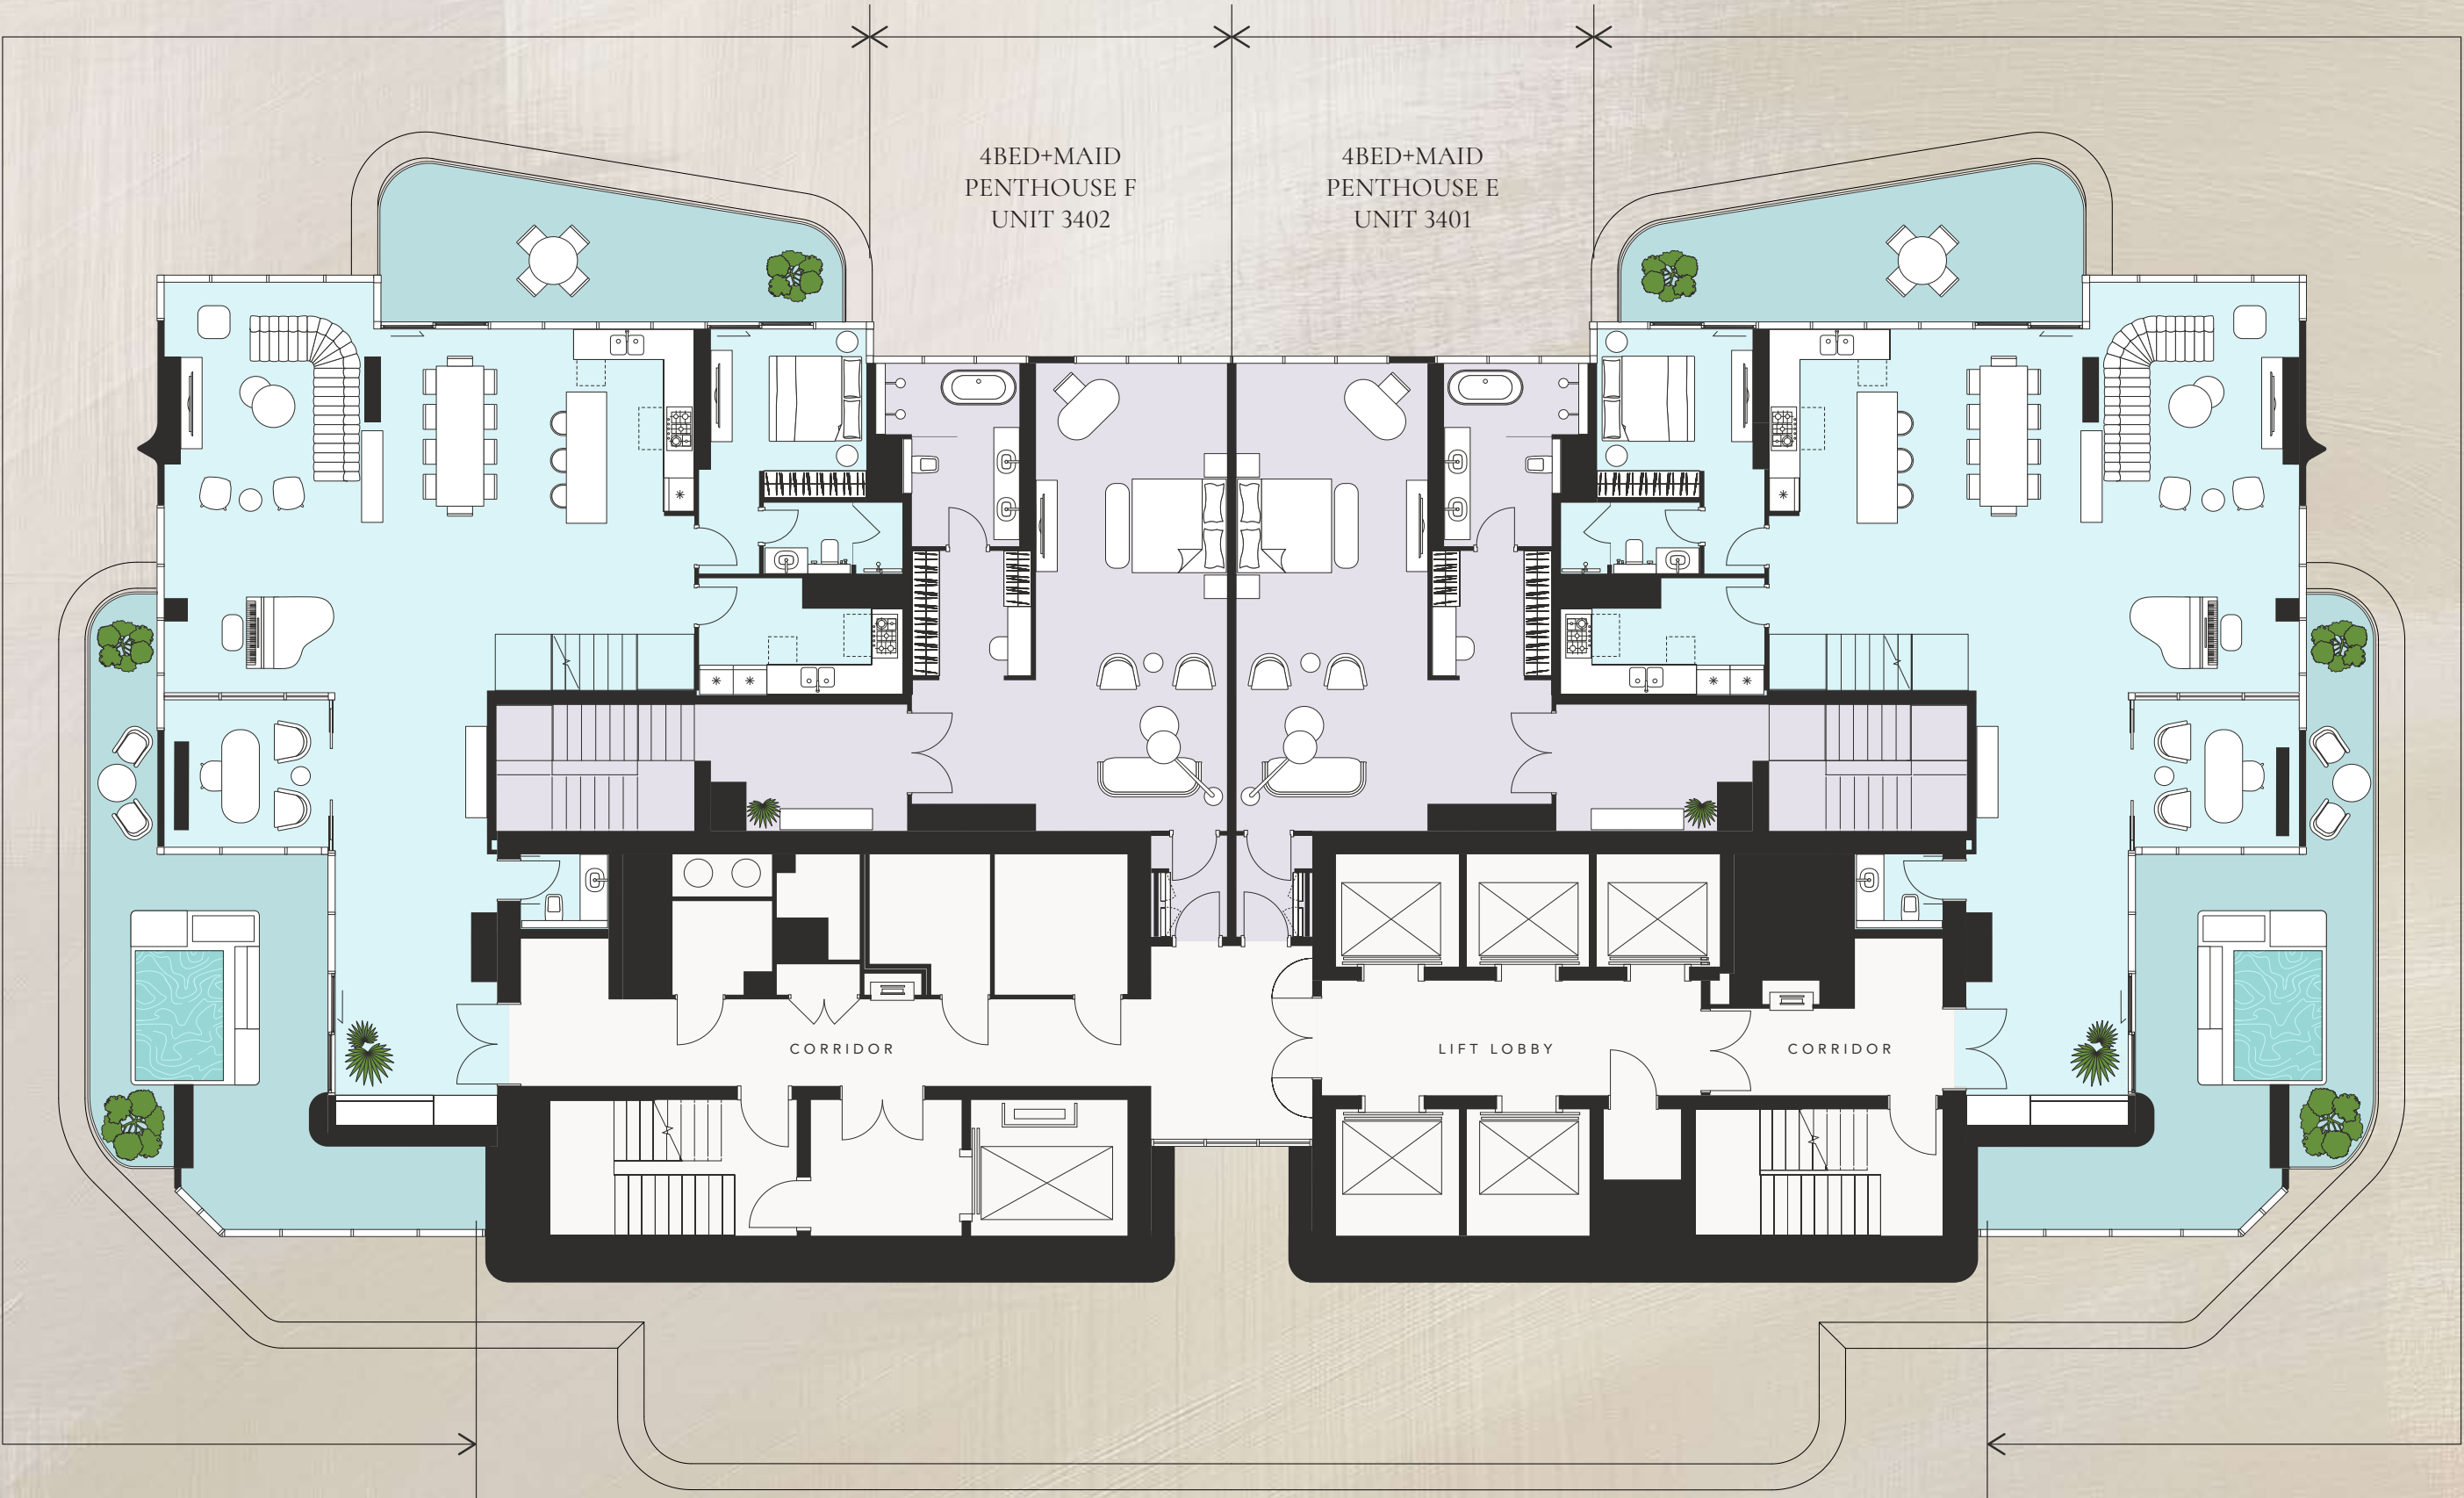 4BED+MAID
PENTHOUSE F
UNIT 3402
4BED+MAID
PENTHOUSE E
UNIT 3401
CORRIDOR
LIFT LOBBY
CORRIDOR